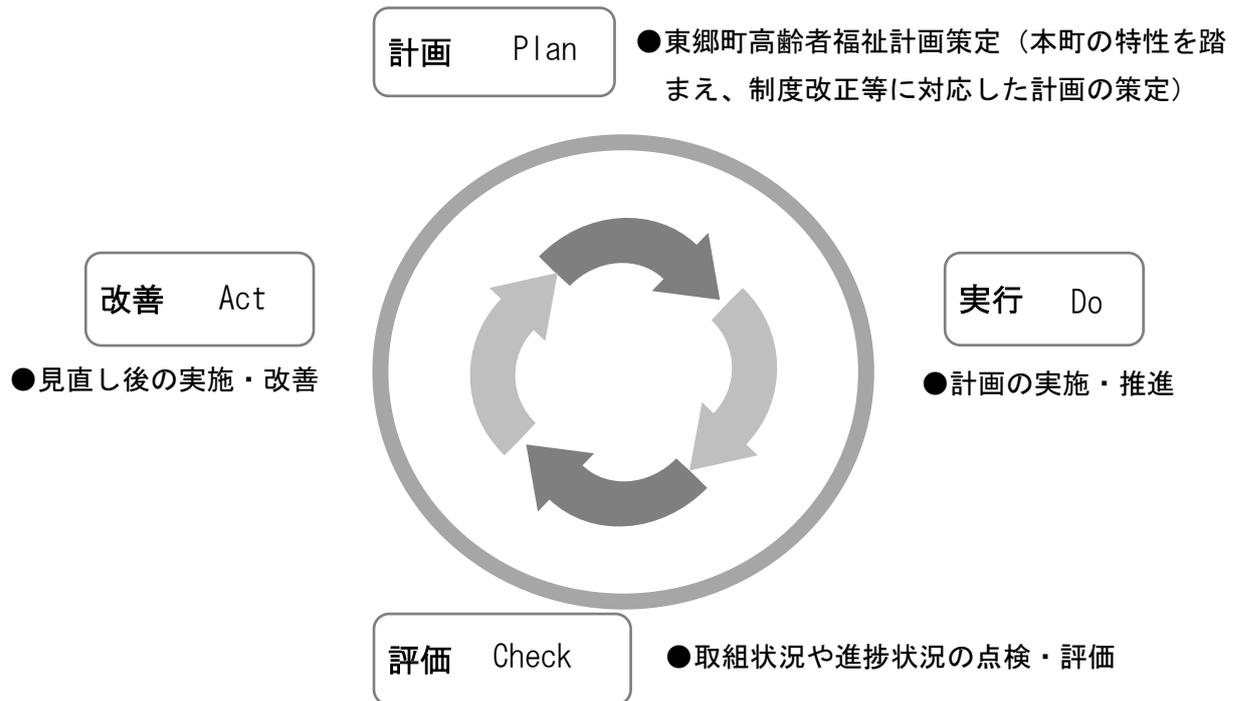 計画 Plan
●東郷町高齢者福祉計画策定（本町の特性を踏
まえ、制度改正等に対応した計画の策定）
改善 Act
●見直し後の実施・改善
実行 Do
●計画の実施・推進
評価 Check
●取組状況や進捗状況の点検・評価